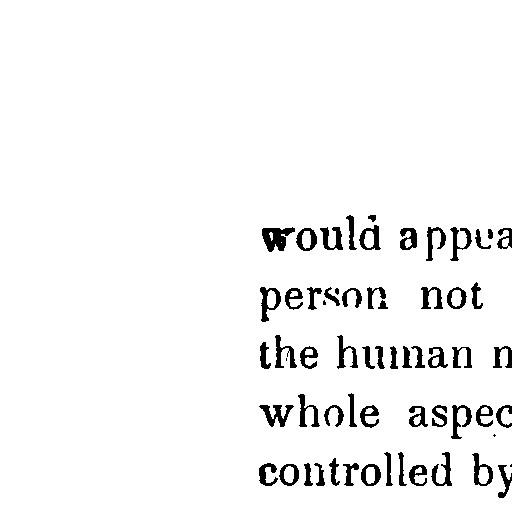 would appea
person not
the human
whole aspec
controlled by